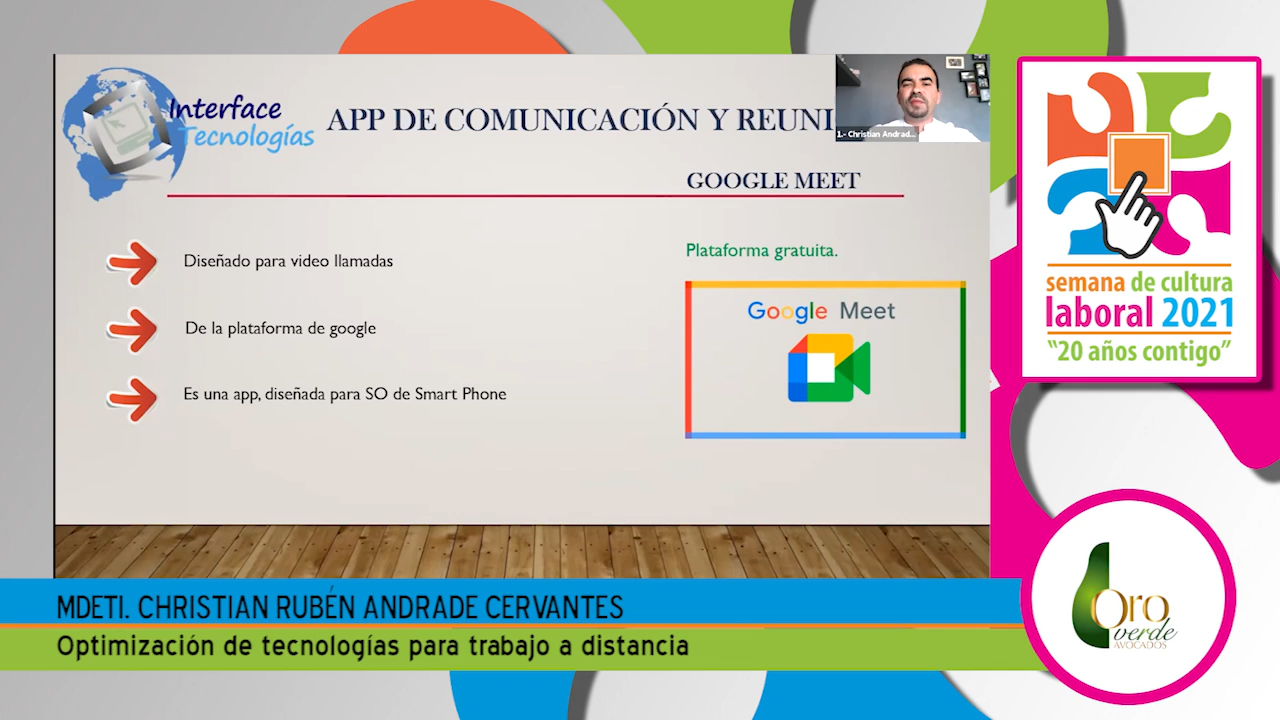 Interface
Tecnologías
APP DE COMUNICACIÓN Y REUNI
1.- Christian Andrad...
GOOGLE MEET
Diseñado para video llamadas
De la plataforma de google
Es una app, diseñada para SO de Smart Phone
Plataforma gratuita.
Google Meet
semana de cultura
laboral 2021
"20 años contigo"
Oro
verde
AVOCADOS
MDETI. CHRISTIAN RUBÉN ANDRADE CERVANTES
Optimización de tecnologías para trabajo a distancia